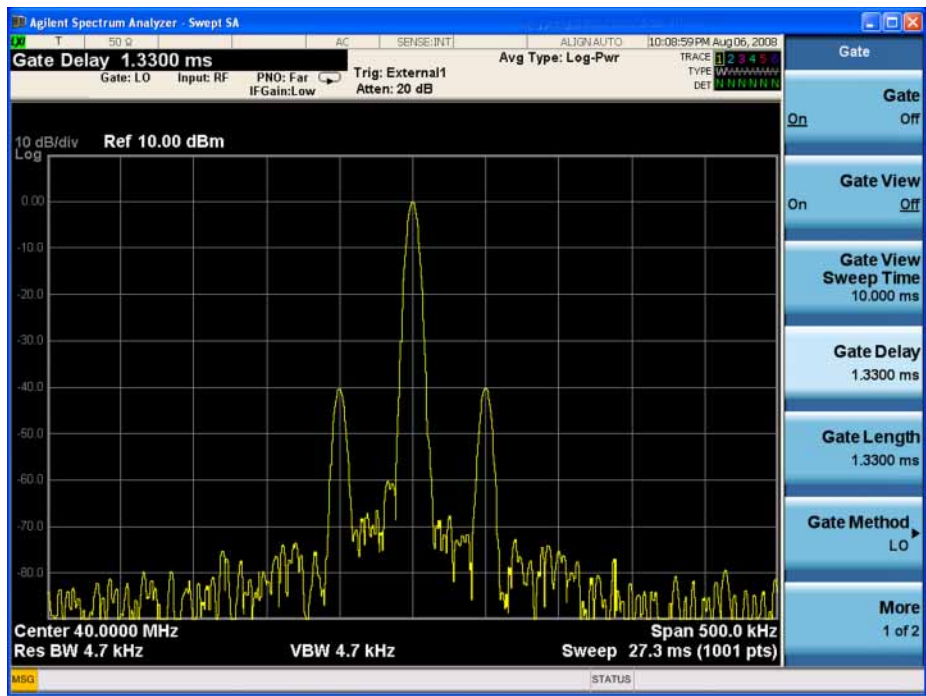 Agilent Spectrum Analyzer - Swept SA
T 50 Ω AC SENSE:INT ALIGN AUTO 10:08:59 PM Aug 06, 2008
Gate Delay 1.3300 ms
Gate: LO Input: RF PNO: Far IFGain:Low
Trig: External1
Atten: 20 dB
Avg Type: Log-Pwr
TRACE 1 2 3 4 5 6
TYPE
DET N N N N N N
10 dB/div
Log
Ref 10.00 dBm
0.00
-10.0
-20.0
-30.0
-40.0
-50.0
-60.0
-70.0
-80.0
Center 40.0000 MHz
Span 500.0 kHz
Res BW 4.7 kHz
VBW 4.7 kHz
Sweep 27.3 ms (1001 pts)
MSG
STATUS
Gate
Gate
On Off
Gate View
On Off
Gate View
Sweep Time
10.000 ms
Gate Delay
1.3300 ms
Gate Length
1.3300 ms
Gate Method
LO
More
1 of 2